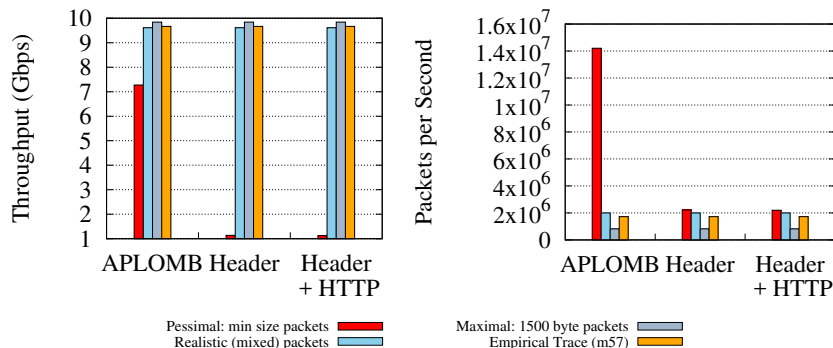 Throughput (Gbps)
10
9
8
7
6
5
4
3
2
1
APLOMB Header Header
+ HTTP
Packets per Second
1.6x10^7
1.4x10^7
1.2x10^7
1x10^7
8x10^6
6x10^6
4x10^6
2x10^6
0
APLOMB Header Header
+ HTTP
Pessimal: min size packets
Realistic (mixed) packets
Maximal: 1500 byte packets
Empirical Trace (m57)